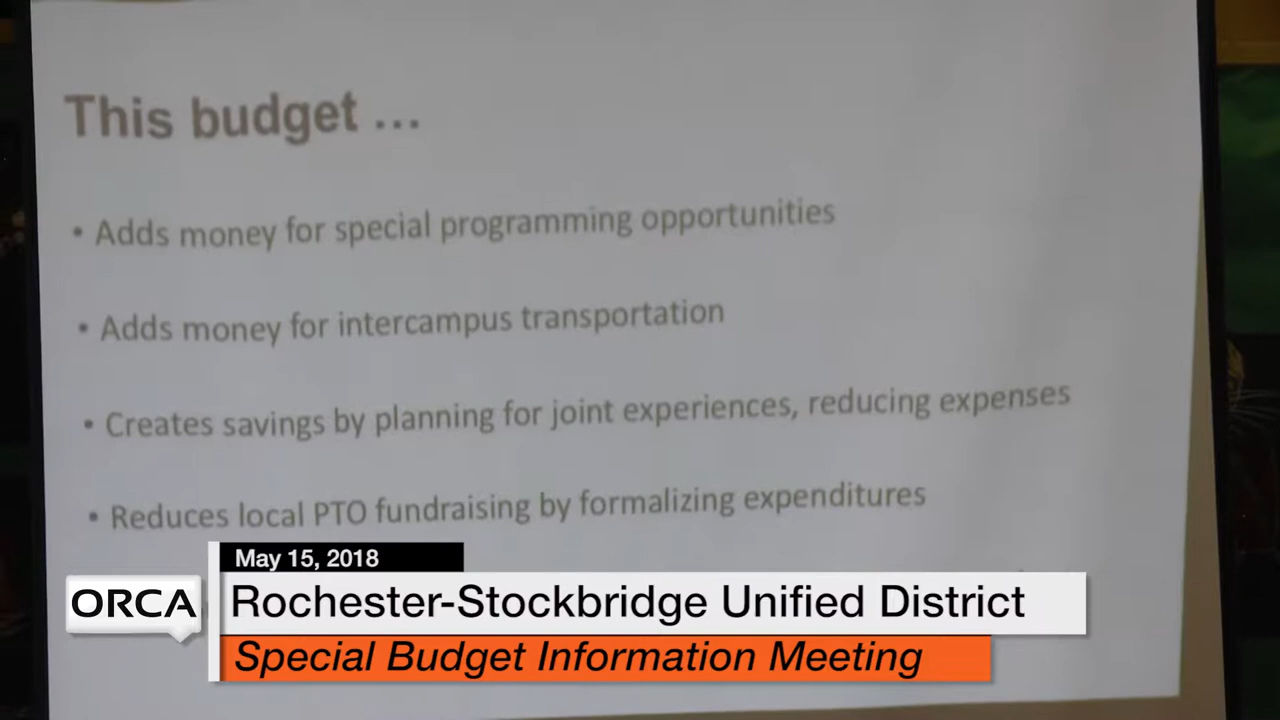 This budget ...
• Adds money for special programming opportunities
• Adds money for intercampus transportation
• Creates savings by planning for joint experiences, reducing expenses
• Reduces local PTO fundraising by formalizing expenditures
May 15, 2018
ORCA
Rochester-Stockbridge Unified District
Special Budget Information Meeting